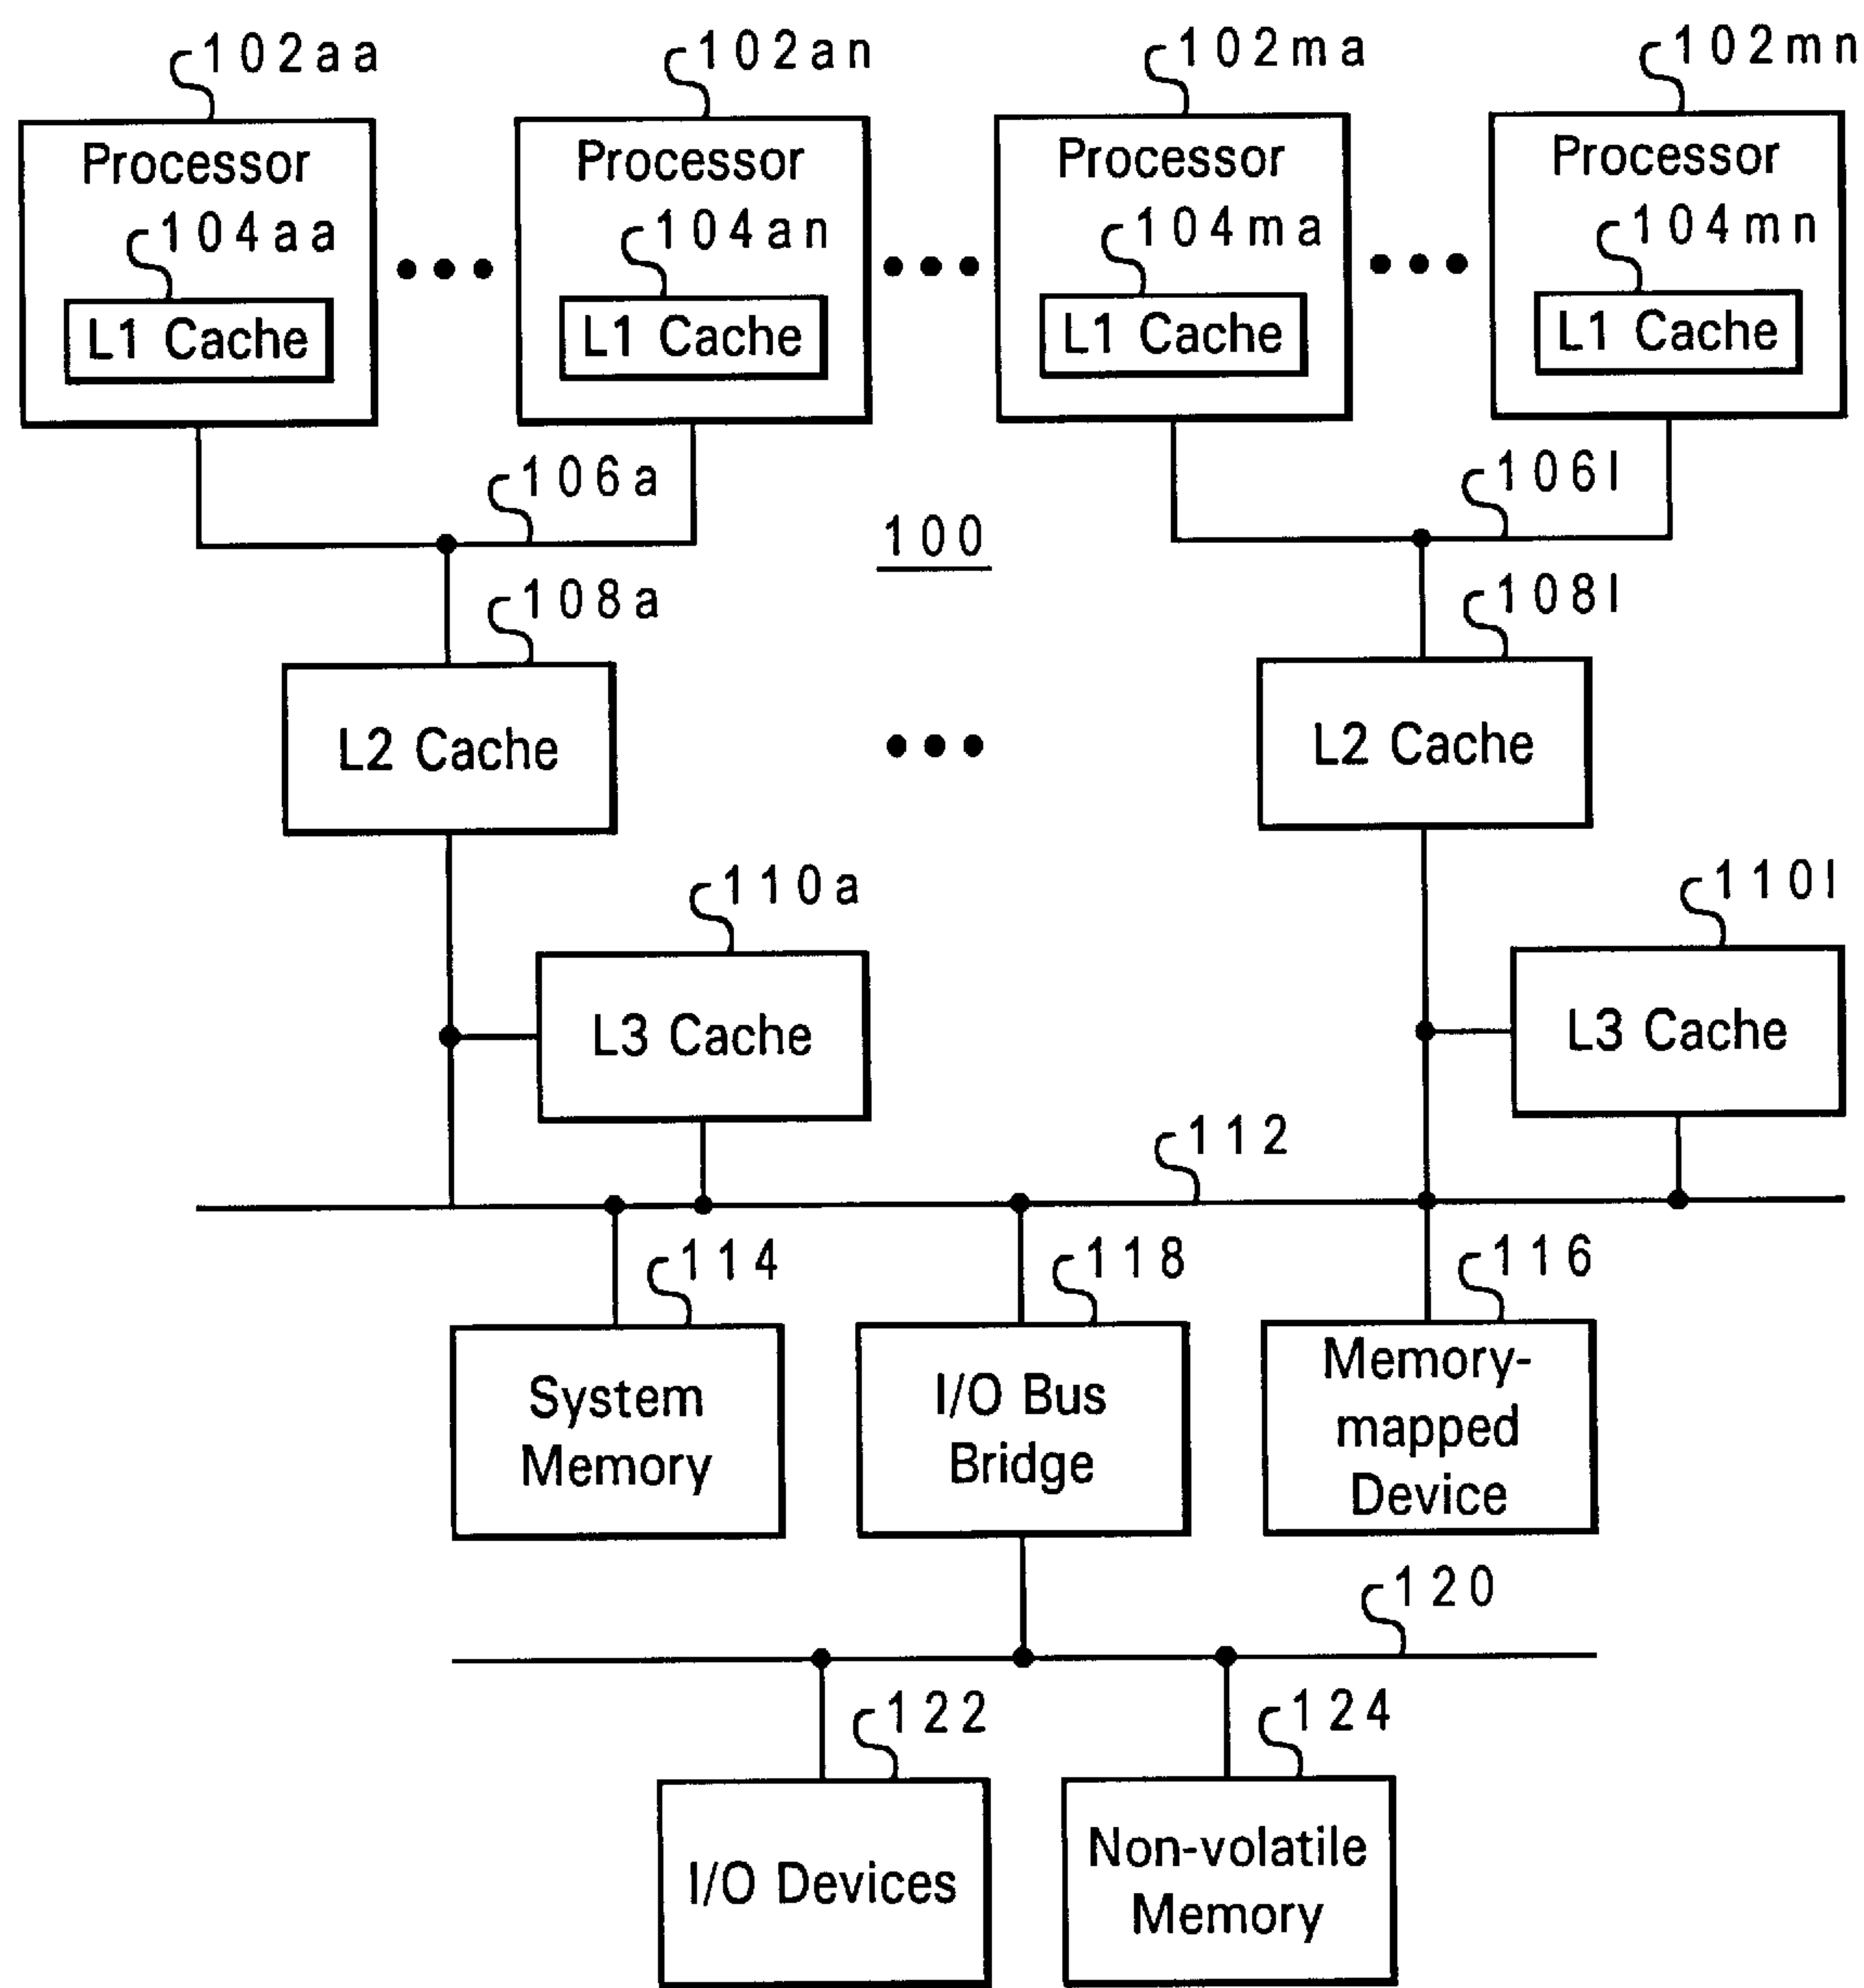 102aa
102an
102ma
102mn
Processor
Processor
Processor
Processor
104aa
104an
104ma
104mn
L1 Cache
L1 Cache
L1 Cache
L1 Cache
106a
106l
100
108a
108l
L2 Cache
L2 Cache
110a
110l
L3 Cache
L3 Cache
112
114
118
116
System
Memory
I/O Bus
Bridge
Memory-
mapped
Device
120
122
124
I/O Devices
Non-volatile
Memory